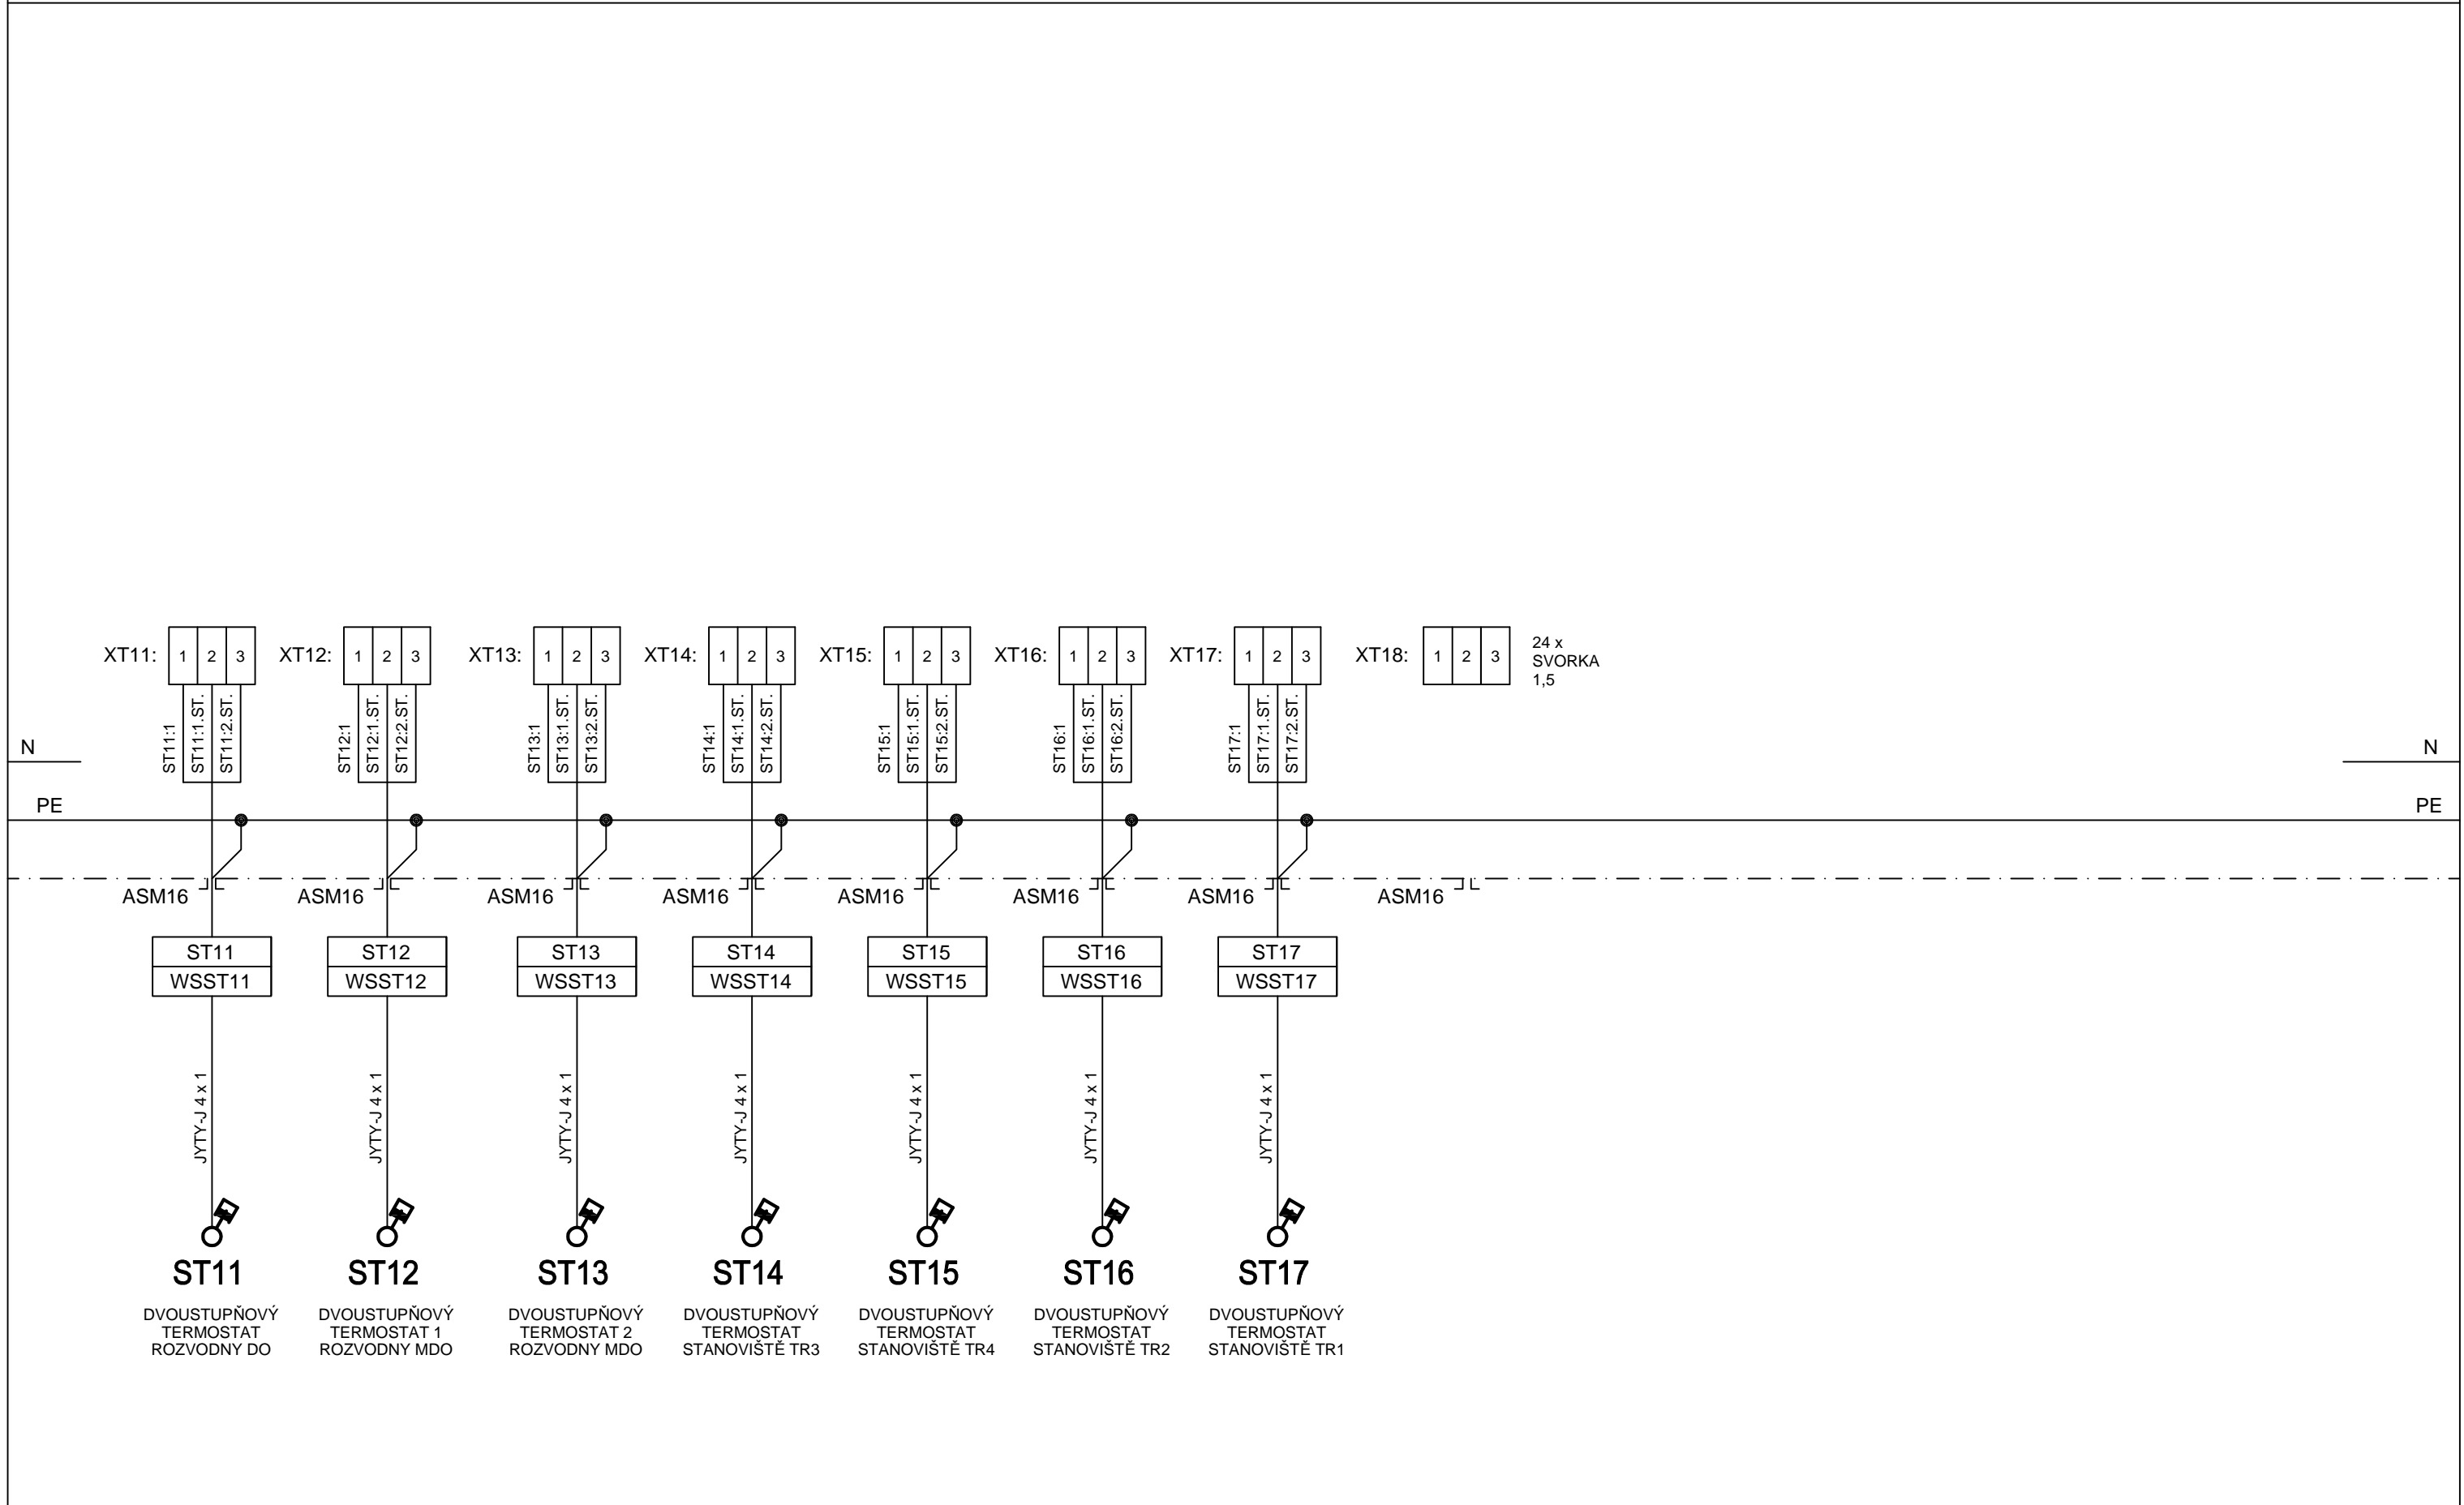 XT11: 1 2 3 XT12: 1 2 3 XT13: 1 2 3 XT14: 1 2 3 XT15: 1 2 3 XT16: 1 2 3 XT17: 1 2 3 XT18: 1 2 3
24 x
SVORKA
1,5
ST11:1
ST11:1.ST.
ST11:2.ST.
ST12:1
ST12:1.ST.
ST12:2.ST.
ST13:1
ST13:1.ST.
ST13:2.ST.
ST14:1
ST14:1.ST.
ST14:2.ST.
ST15:1
ST15:1.ST.
ST15:2.ST.
ST16:1
ST16:1.ST.
ST16:2.ST.
ST17:1
ST17:1.ST.
ST17:2.ST.
N N
PE PE
ASM16 ASM16 ASM16 ASM16 ASM16 ASM16 ASM16 ASM16
ST11 ST12 ST13 ST14 ST15 ST16 ST17
WSST11 WSST12 WSST13 WSST14 WSST15 WSST16 WSST17
JYTY-J 4 x 1
JYTY-J 4 x 1
JYTY-J 4 x 1
JYTY-J 4 x 1
JYTY-J 4 x 1
JYTY-J 4 x 1
JYTY-J 4 x 1
ST11
DVOUSTUPŇOVÝ
TERMOSTAT
ROZVODNY DO
ST12
DVOUSTUPŇOVÝ
TERMOSTAT 1
ROZVODNY MDO
ST13
DVOUSTUPŇOVÝ
TERMOSTAT 2
ROZVODNY MDO
ST14
DVOUSTUPŇOVÝ
TERMOSTAT
STANOVIŠTĚ TR3
ST15
DVOUSTUPŇOVÝ
TERMOSTAT
STANOVIŠTĚ TR4
ST16
DVOUSTUPŇOVÝ
TERMOSTAT
STANOVIŠTĚ TR2
ST17
DVOUSTUPŇOVÝ
TERMOSTAT
STANOVIŠTĚ TR1